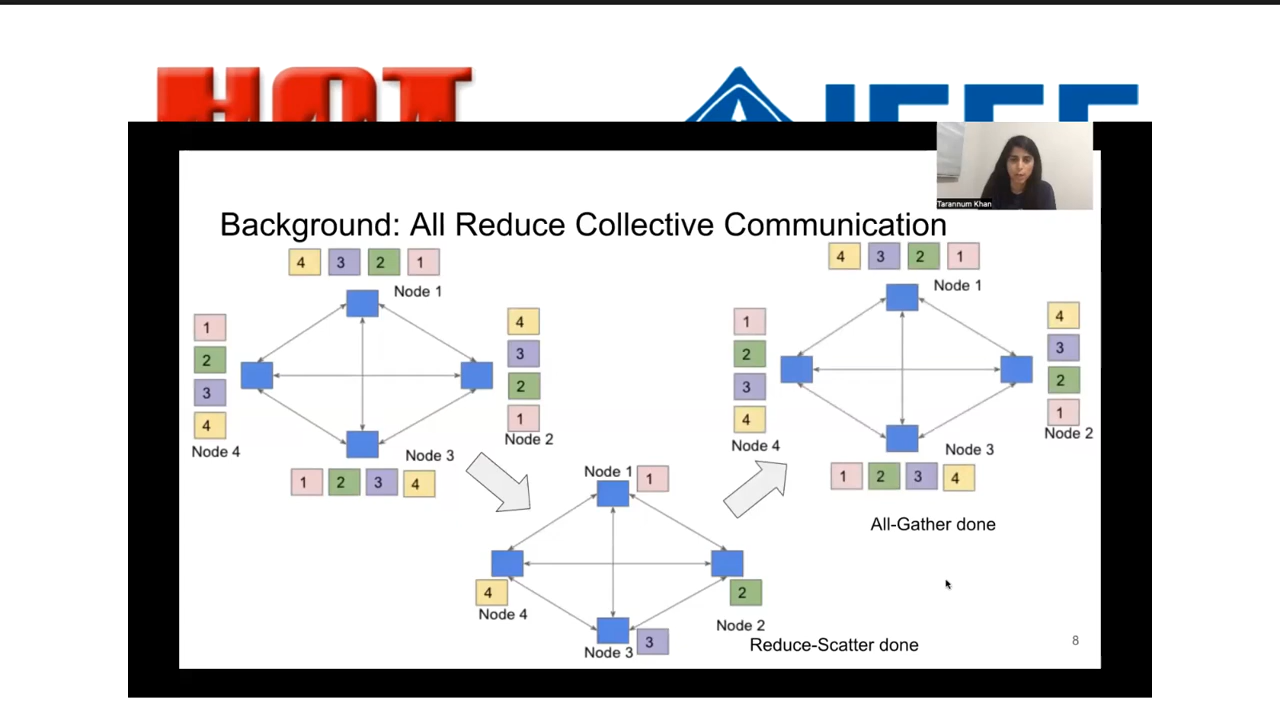 HOT
IEEE
Tarannum Khan
Background: All Reduce Collective Communication
4 3 2 1
Node 1
1
2
3
4
Node 4
4
3
2
1
Node 2
Node 3
1 2 3 4
4 3 2 1
Node 1
1
2
3
4
Node 4
4
3
2
1
Node 2
Node 3
1 2 3 4
All-Gather done
Node 1 1
4
Node 4
2
Node 2
Node 3 3
Reduce-Scatter done
8